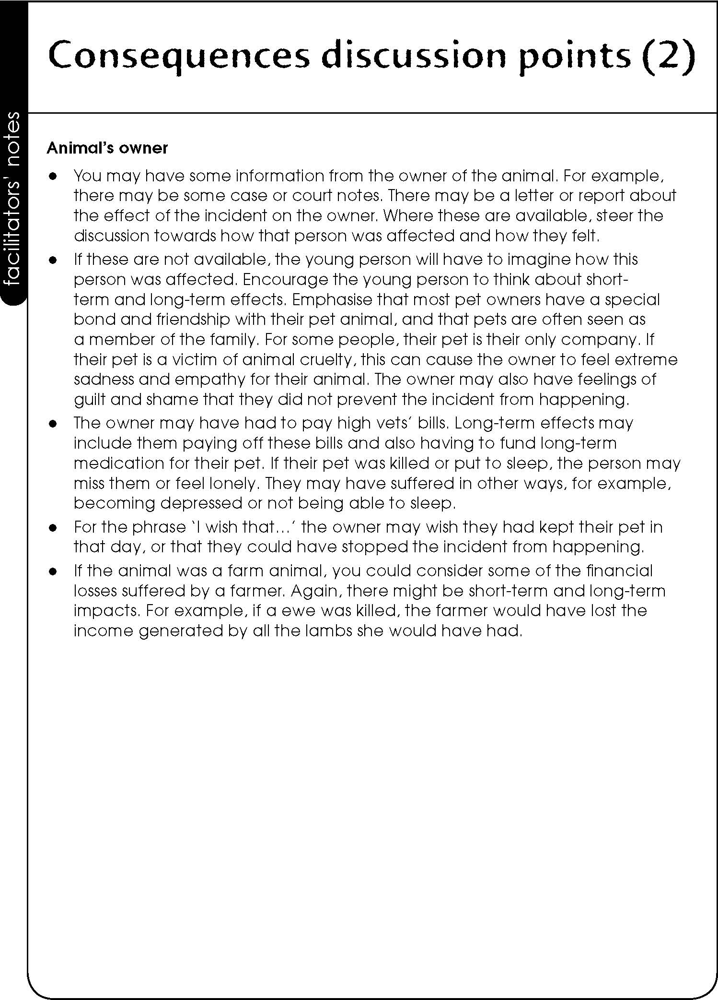 Consequences discussion points (2)
facilitators' notes
Animal’s owner
● You may have some information from the owner of the animal. For example,
there may be some case or court notes. There may be a letter or report about
the effect of the incident on the owner. Where these are available, steer the
discussion towards how that person was affected and how they felt.
● If these are not available, the young person will have to imagine how this
person was affected. Encourage the young person to think about short-
term and long-term effects. Emphasise that most pet owners have a special
bond and friendship with their pet animal, and that pets are often seen as
a member of the family. For some people, their pet is their only company. If
their pet is a victim of animal cruelty, this can cause the owner to feel extreme
sadness and empathy for their animal. The owner may also have feelings of
guilt and shame that they did not prevent the incident from happening.
● The owner may have had to pay high vets’ bills. Long-term effects may
include them paying off these bills and also having to fund long-term
medication for their pet. If their pet was killed or put to sleep, the person may
miss them or feel lonely. They may have suffered in other ways, for example,
becoming depressed or not being able to sleep.
● For the phrase ‘I wish that…’ the owner may wish they had kept their pet in
that day, or that they could have stopped the incident from happening.
● If the animal was a farm animal, you could consider some of the financial
losses suffered by a farmer. Again, there might be short-term and long-term
impacts. For example, if a ewe was killed, the farmer would have lost the
income generated by all the lambs she would have had.